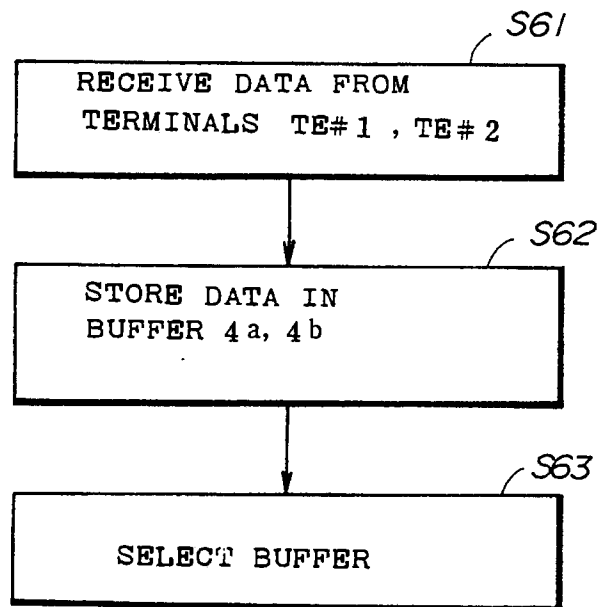 S61
RECEIVE DATA FROM
TERMINALS TE#1 , TE#2
S62
STORE DATA IN
BUFFER 4a, 4b
S63
SELECT BUFFER